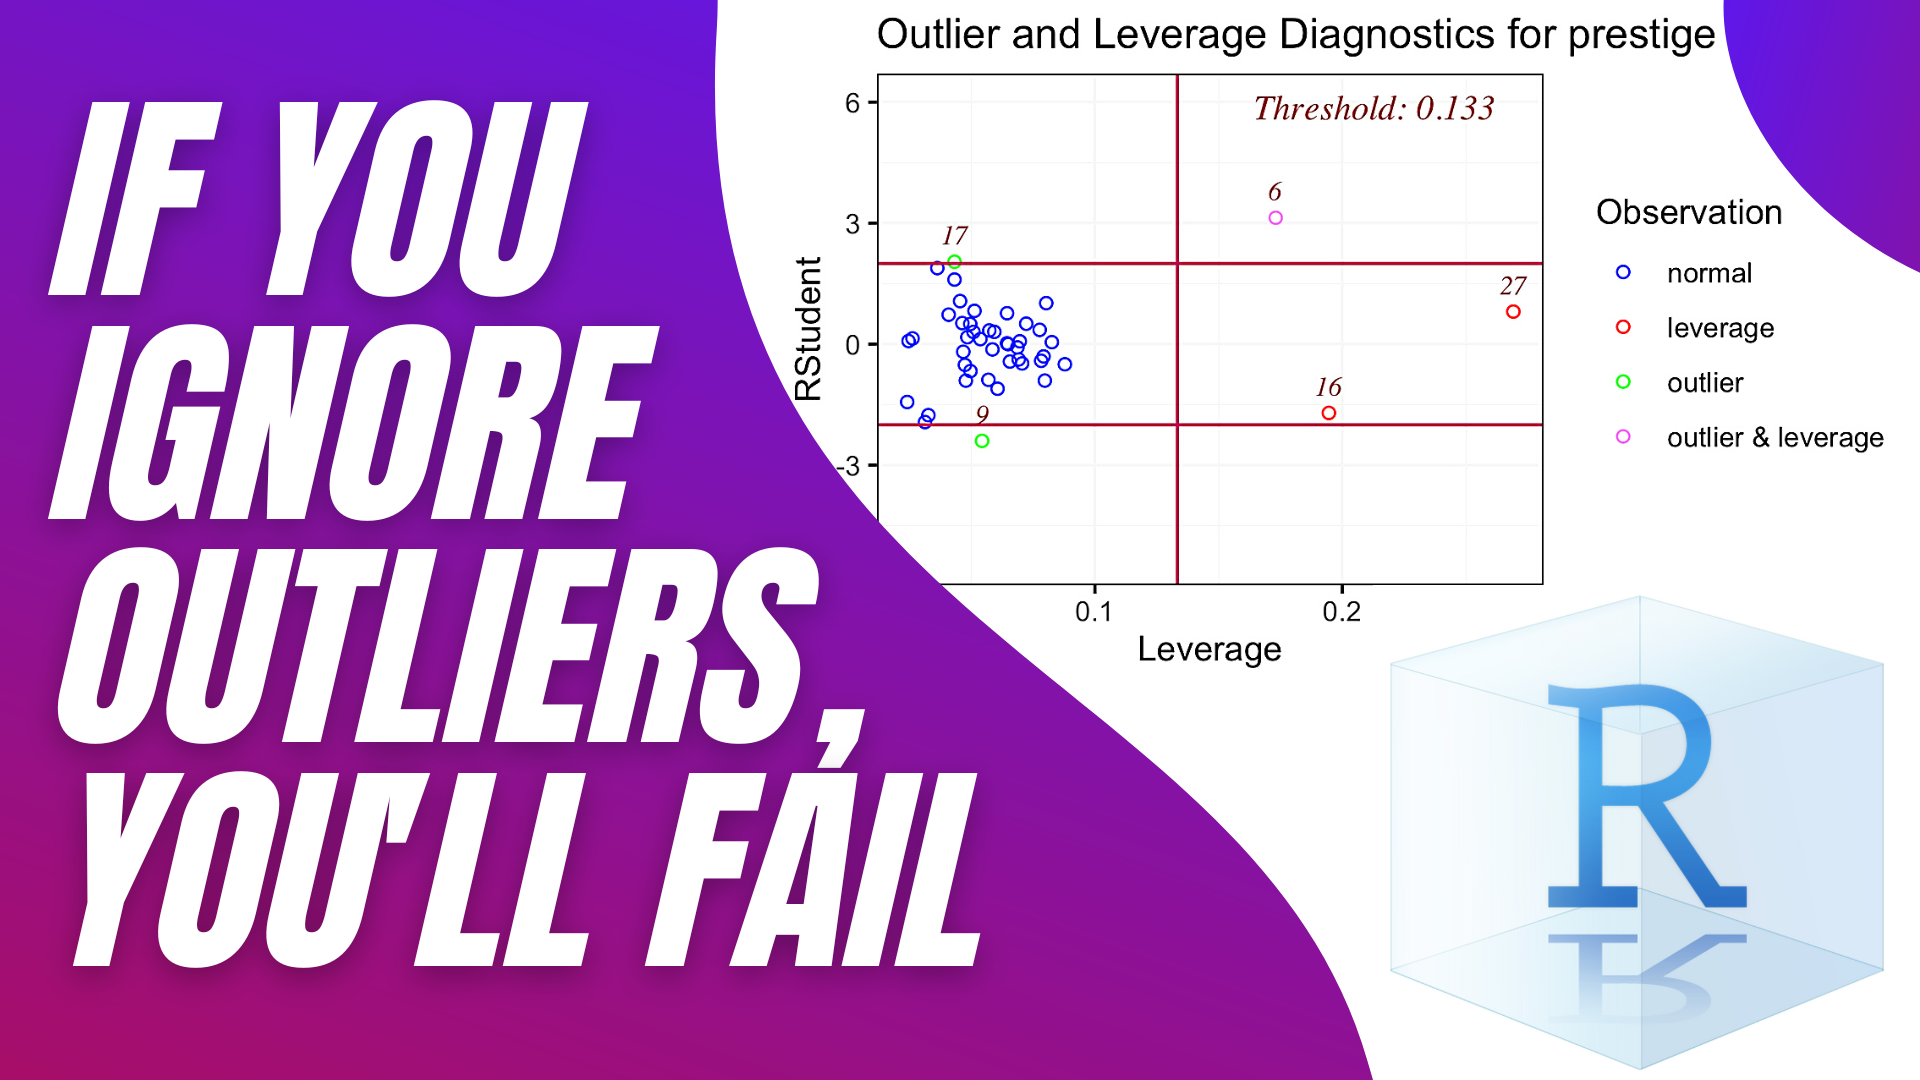 IF YOU
IGNORE
OUTLIERS,
YOU'LL FAIL
Outlier and Leverage Diagnostics for prestige
Threshold: 0.133
6
3
0
-3
RStudent
17
6
27
16
9
0.1
0.2
Leverage
Observation
normal
leverage
outlier
outlier & leverage
R